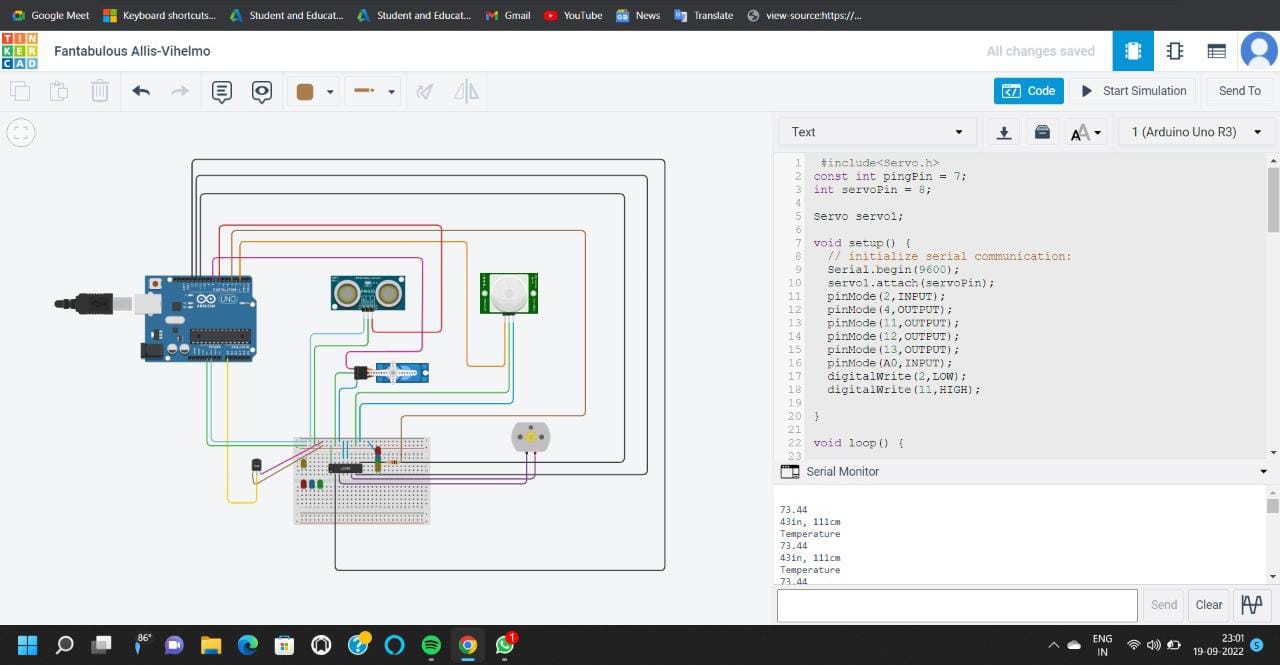 Google Meet
Keyboard shortcuts...
Student and Educat...
Student and Educat...
Gmail
YouTube
News
Translate
view-source:https://...
TIN
KER
CAD
Fantabulous Allis-Vihelmo
All changes saved
Code
Start Simulation
Send To
Text
1 (Arduino Uno R3)
1 #include<Servo.h>
2 const int pingPin = 7;
3 int servoPin = 8;
4
5 Servo servo1;
6
7 void setup() {
8 // initialize serial communication:
9 Serial.begin(9600);
10 servo1.attach(servoPin);
11 pinMode(2,INPUT);
12 pinMode(4,OUTPUT);
13 pinMode(11,OUTPUT);
14 pinMode(12,OUTPUT);
15 pinMode(13,OUTPUT);
16 pinMode(A0,INPUT);
17 digitalWrite(2,LOW);
18 digitalWrite(11,HIGH);
19
20 }
21
22 void loop() {
23
UNO
Serial Monitor
73.44
43in, 111cm
Temperature
73.44
43in, 111cm
Temperature
73.44
Send
Clear
86°
1
ENG
IN
23:01
19-09-2022
5